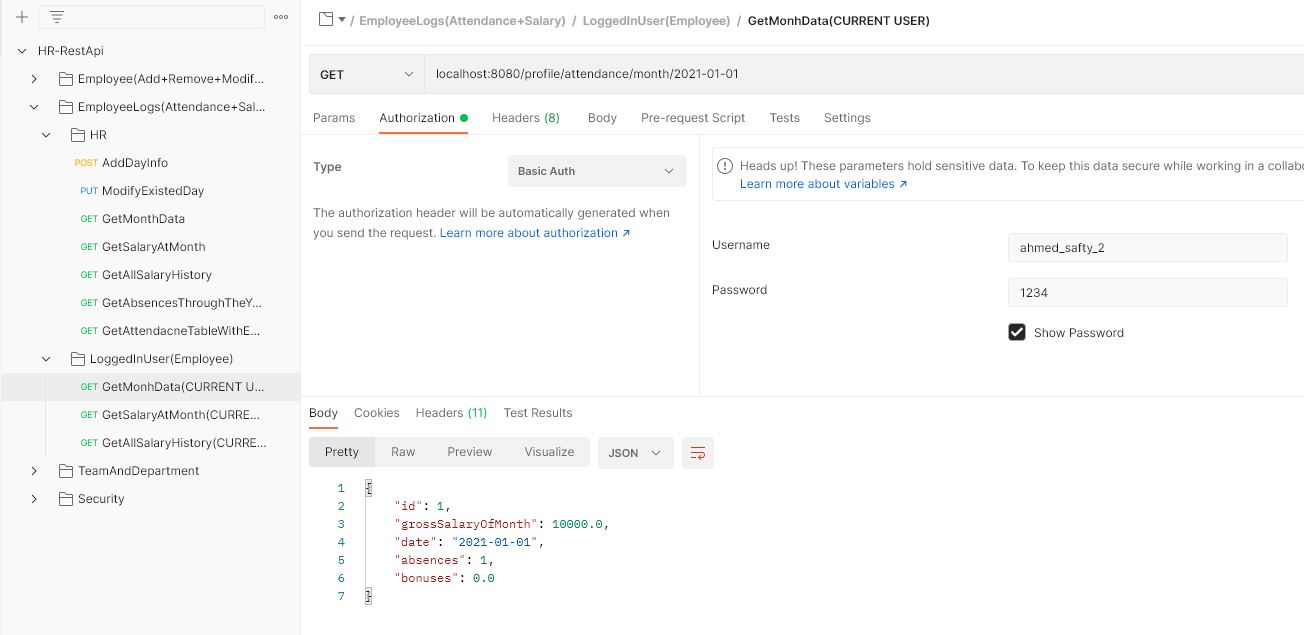 HR-RestApi
Employee(Add+Remove+Modif...
EmployeeLogs(Attendance+Sal...
HR
POST AddDayInfo
PUT ModifyExistedDay
GET GetMonthData
GET GetSalaryAtMonth
GET GetAllSalaryHistory
GET GetAbsencesThroughTheY...
GET GetAttendacneTableWithE...
LoggedInUser(Employee)
GET GetMonhData(CURRENT U...
GET GetSalaryAtMonth(CURRE...
GET GetAllSalaryHistory(CURRE...
TeamAndDepartment
Security
/ EmployeeLogs(Attendance+Salary) / LoggedInUser(Employee) / GetMonhData(CURRENT USER)
GET localhost:8080/profile/attendance/month/2021-01-01
Params Authorization Headers (8) Body Pre-request Script Tests Settings
Type Basic Auth
The authorization header will be automatically generated when
you send the request. Learn more about authorization ↗
Heads up! These parameters hold sensitive data. To keep this data secure while working in a collabo
Learn more about variables ↗
Username ahmed_safty_2
Password 1234
Show Password
Body Cookies Headers (11) Test Results
Pretty Raw Preview Visualize JSON
1 {
2 "id": 1,
3 "grossSalaryOfMonth": 10000.0,
4 "date": "2021-01-01",
5 "absences": 1,
6 "bonuses": 0.0
7 }